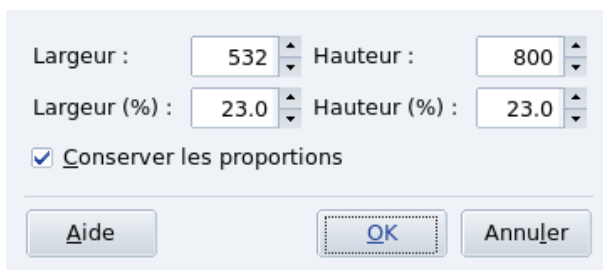 Largeur : 532 Hauteur : 800
Largeur (%) : 23.0 Hauteur (%) : 23.0
Conserver les proportions
Aide OK Annuler